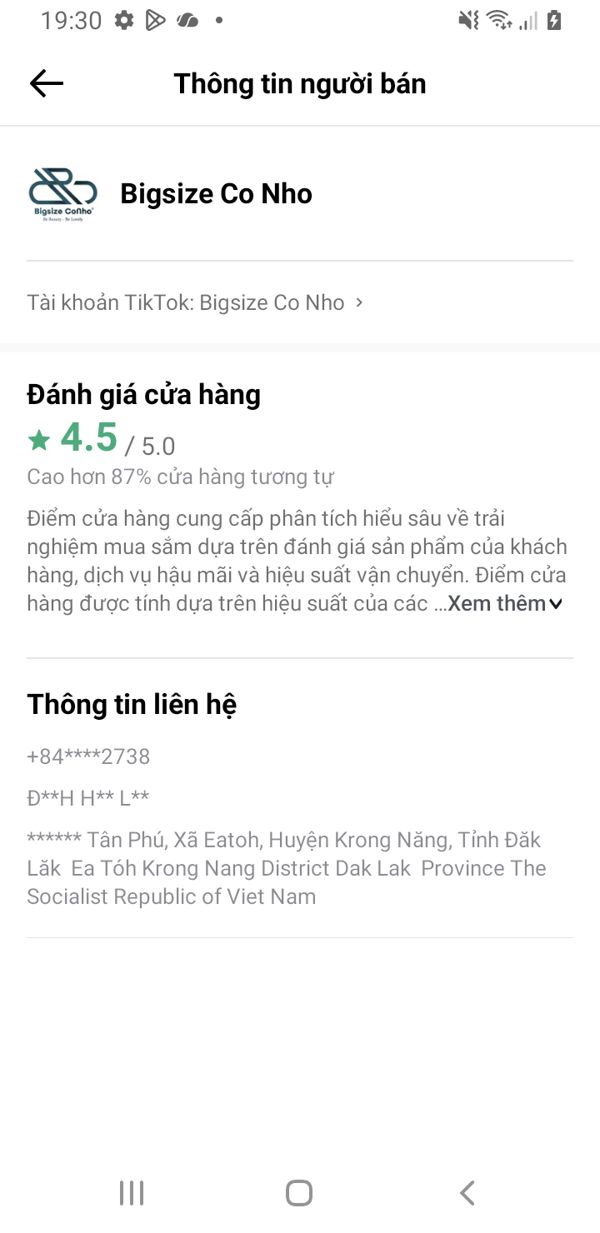 19:30
Thông tin người bán
Bigsize CoNho
Be Beauty - Be Lovely
Bigsize Co Nho
Tài khoản TikTok: Bigsize Co Nho >
Đánh giá cửa hàng
★ 4.5 / 5.0
Cao hơn 87% cửa hàng tương tự
Điểm cửa hàng cung cấp phân tích hiểu sâu về trải
nghiệm mua sắm dựa trên đánh giá sản phẩm của khách
hàng, dịch vụ hậu mãi và hiệu suất vận chuyển. Điểm cửa
hàng được tính dựa trên hiệu suất của các ...Xem thêm
Thông tin liên hệ
+84****2738
Đ**H H** L**
****** Tân Phú, Xã Eatoh, Huyện Krong Năng, Tỉnh Đăk
Lăk Ea Tóh Krong Nang District Dak Lak Province The
Socialist Republic of Viet Nam